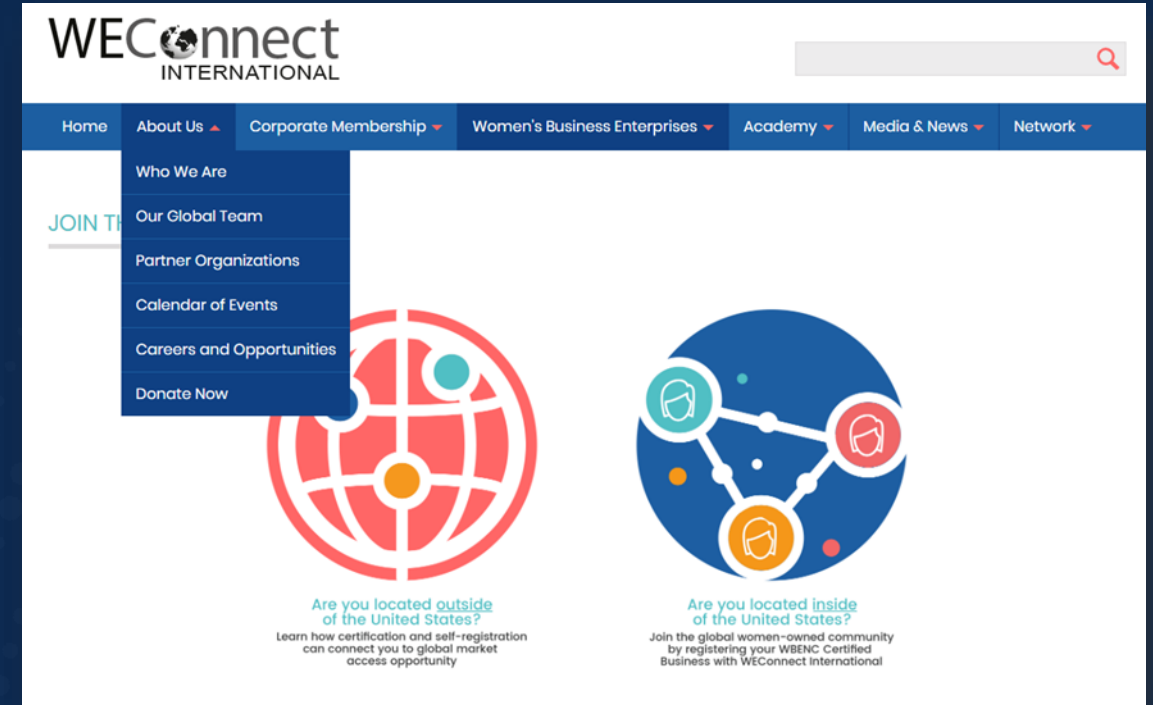 WEConnect
INTERNATIONAL
Home About Us Corporate Membership Women's Business Enterprises Academy Media & News Network
Who We Are
JOIN
Our Global Team
Partner Organizations
Calendar of Events
Careers and Opportunities
Donate Now
Are you located outside
of the United States?
Learn how certification and self-registration
can connect you to global market
access opportunity
Are you located inside
of the United States?
Join the global women-owned community
by registering your WBENC Certified
Business with WEConnect International